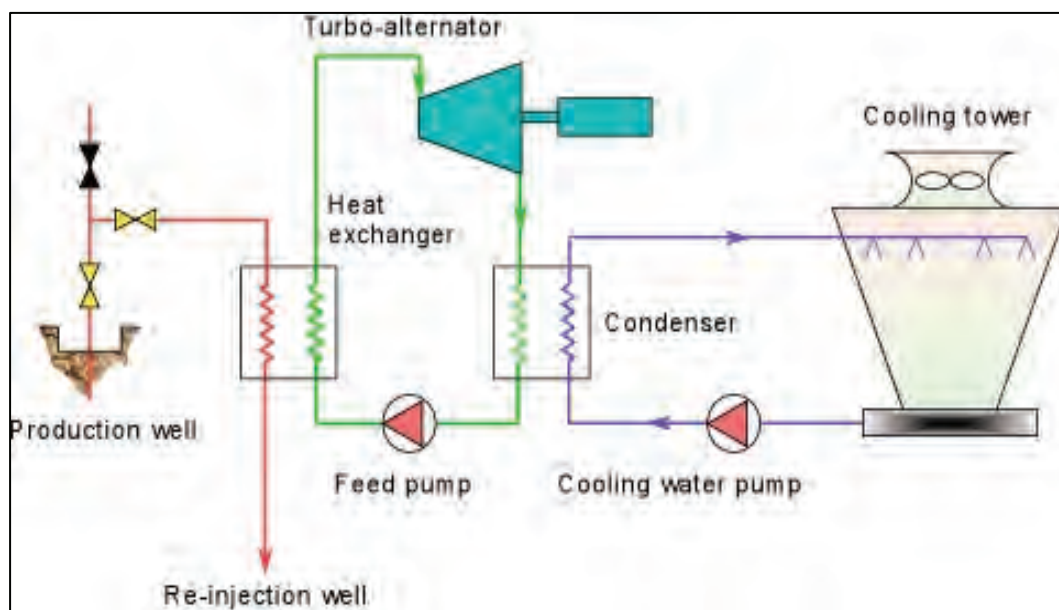 Turbo-alternator
Cooling tower
Heat
exchanger
Condenser
Production well
Feed pump
Cooling water pump
Re-injection well